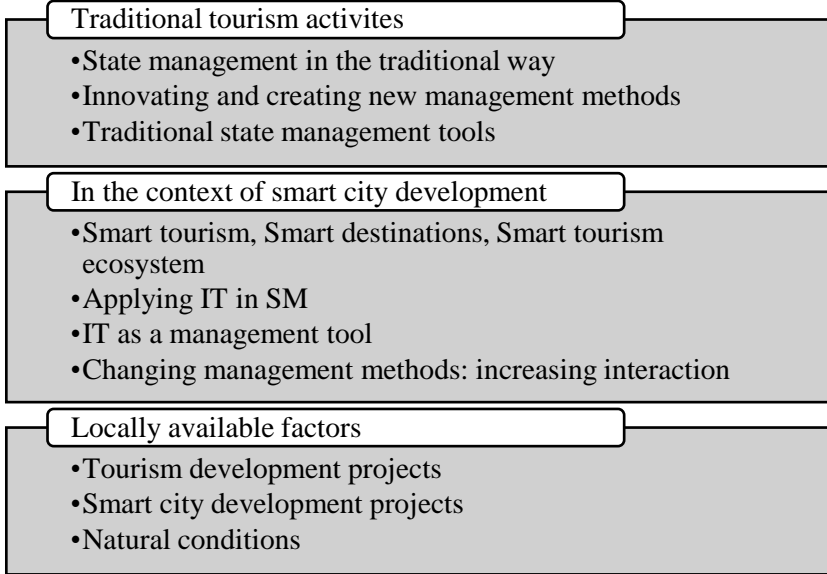 Traditional tourism activites
•State management in the traditional way
•Innovating and creating new management methods
•Traditional state management tools
In the context of smart city development
•Smart tourism, Smart destinations, Smart tourism
ecosystem
•Applying IT in SM
•IT as a management tool
•Changing management methods: increasing interaction
Locally available factors
•Tourism development projects
•Smart city development projects
•Natural conditions